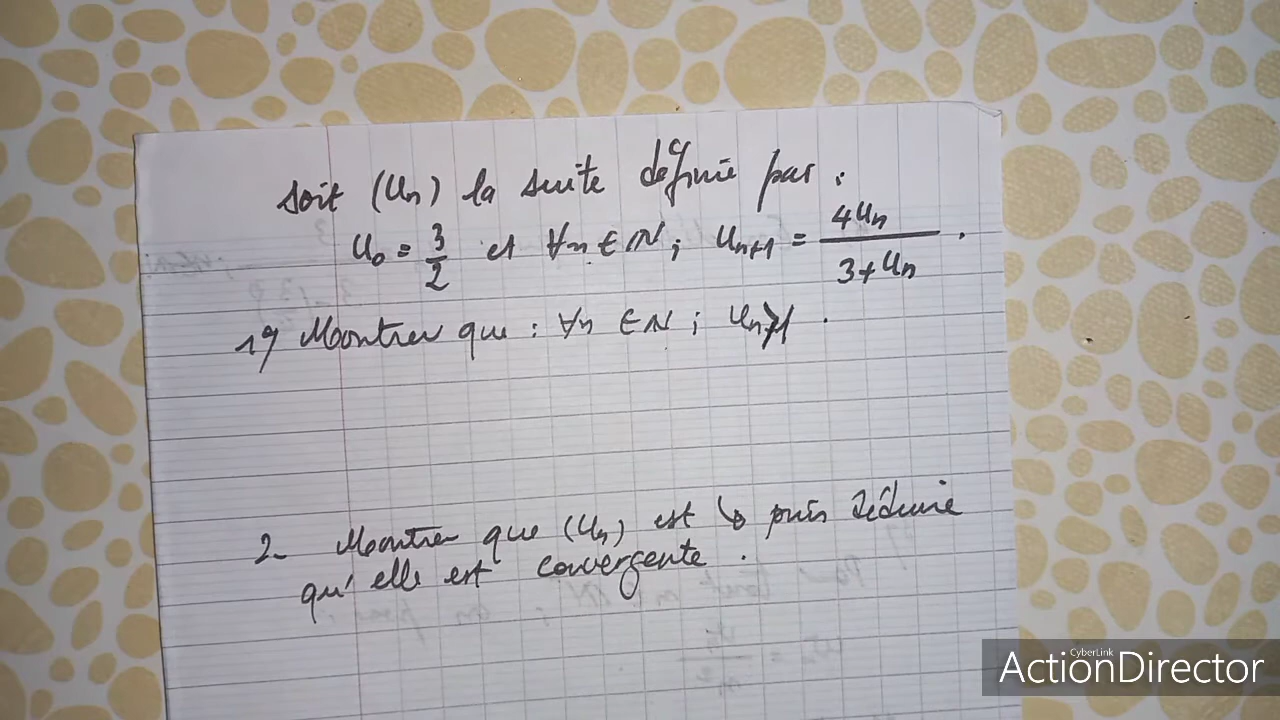 soit (Un) la suite définie par :
U0 = 3/2 et ∀n ∈ N ; Un+1 = 4Un / 3+Un .
1°) Montrer que : ∀n ∈ N ; Un>1 .
2- Montrer que (Un) est ↘ puis déduire
qu'elle est convergente .
CyberLink
ActionDirector